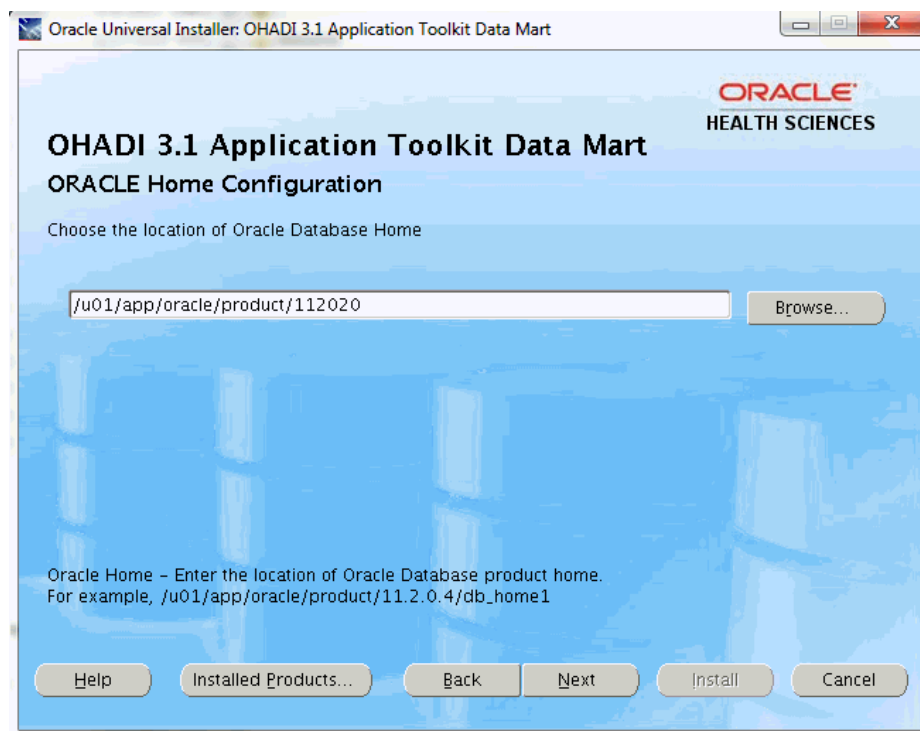 Oracle Universal Installer: OHADI 3.1 Application Toolkit Data Mart
ORACLE
HEALTH SCIENCES
OHADI 3.1 Application Toolkit Data Mart
ORACLE Home Configuration
Choose the location of Oracle Database Home
/u01/app/oracle/product/112020
Browse...
Oracle Home – Enter the location of Oracle Database product home.
For example, /u01/app/oracle/product/11.2.0.4/db_home1
Help
Installed Products...
Back
Next
Install
Cancel